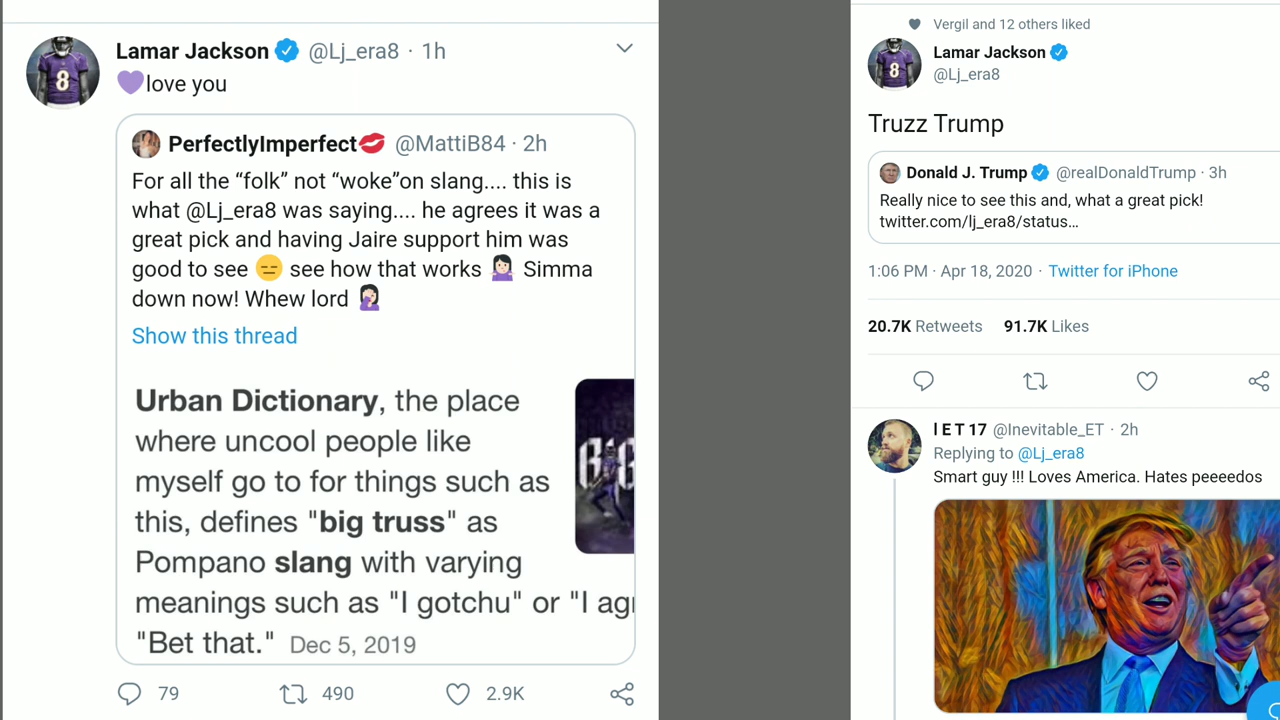 Lamar Jackson @Lj_era8 · 1h
💜love you
PerfectlyImperfect💋 @MattiB84 · 2h
For all the “folk” not “woke”on slang.... this is
what @Lj_era8 was saying.... he agrees it was a
great pick and having Jaire support him was
good to see 😑 see how that works 🤷🏻‍♀️ Simma
down now! Whew lord 🤦🏻‍♀️
Show this thread
Urban Dictionary, the place
where uncool people like
myself go to for things such as
this, defines "big truss" as
Pompano slang with varying
meanings such as "I gotchu" or "I agr
"Bet that." Dec 5, 2019
79 490 2.9K
Vergil and 12 others liked
Lamar Jackson
@Lj_era8
Truzz Trump
Donald J. Trump @realDonaldTrump · 3h
Really nice to see this and, what a great pick!
twitter.com/lj_era8/status…
1:06 PM · Apr 18, 2020 · Twitter for iPhone
20.7K Retweets 91.7K Likes
I E T 17 @Inevitable_ET · 2h
Replying to @Lj_era8
Smart guy !!! Loves America. Hates peeeedos